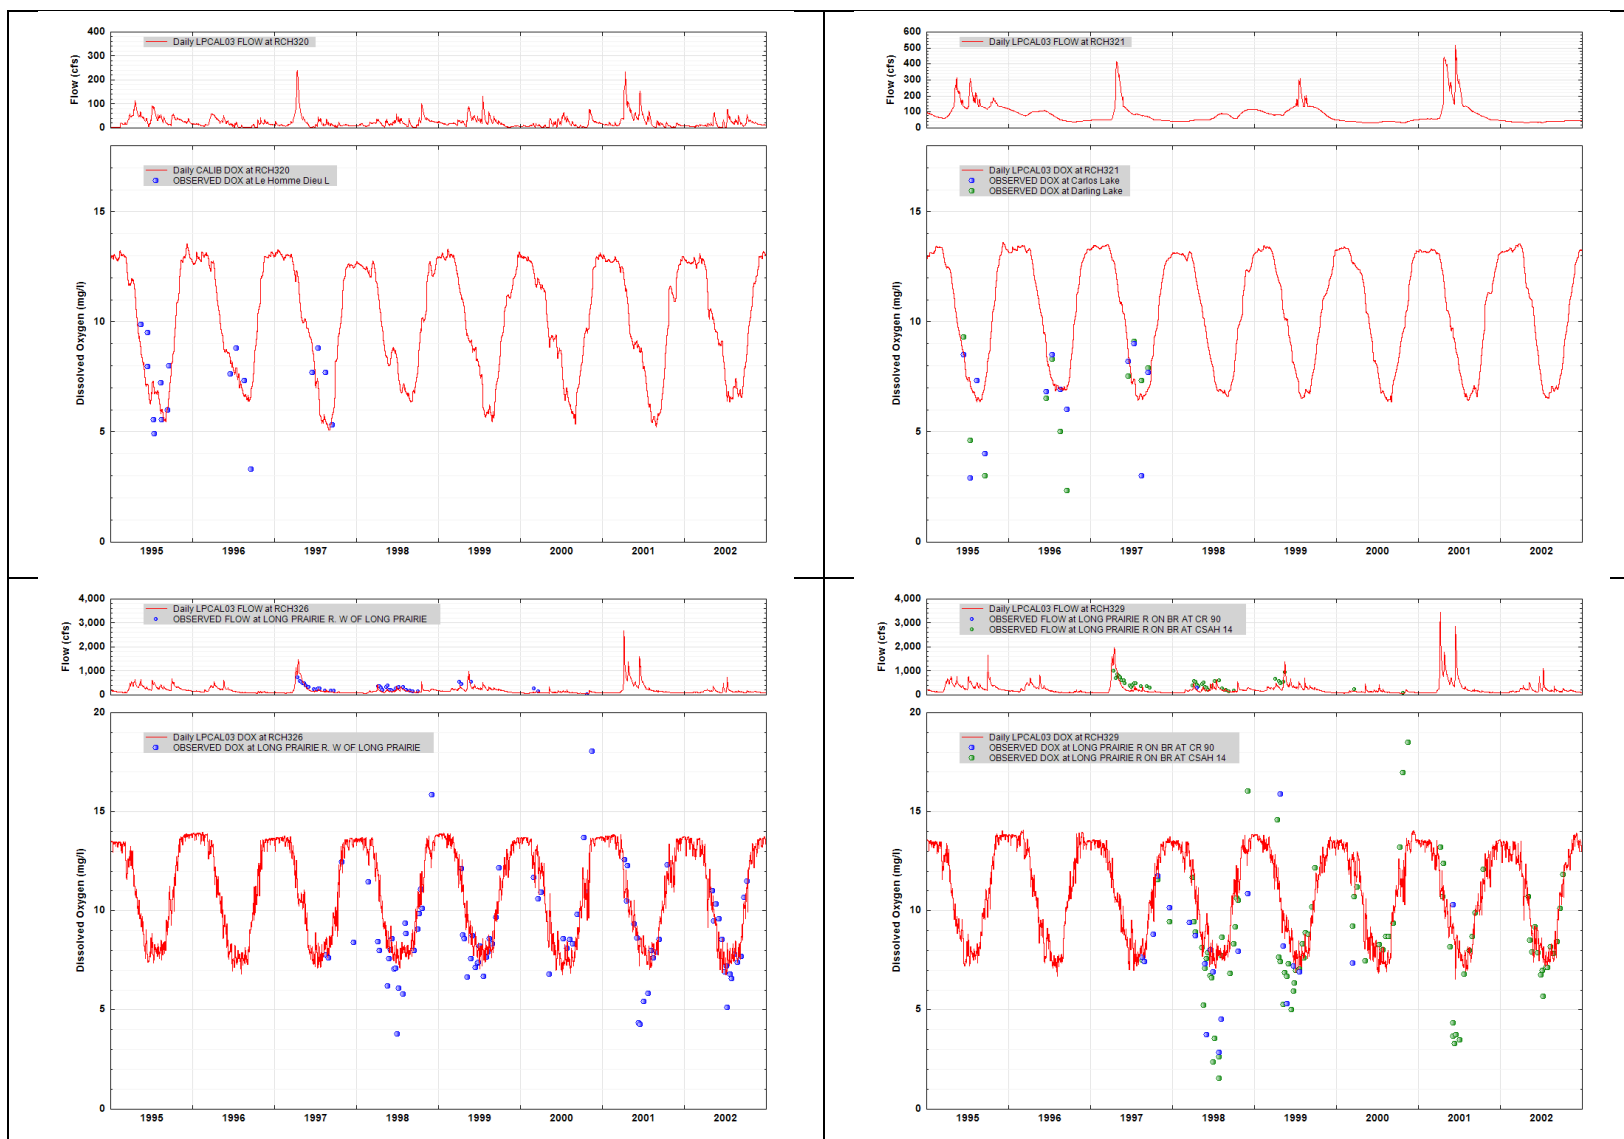 400
300
200
100
0
Flow (cfs)
Daily LPCAL03 FLOW at RCH320
15
10
5
0
Dissolved Oxygen (mg/l)
Daily CALIB DOX at RCH320
OBSERVED DOX at Le Homme Dieu L
1995 1996 1997 1998 1999 2000 2001 2002
600
500
400
300
200
100
0
Flow (cfs)
Daily LPCAL03 FLOW at RCH321
15
10
5
0
Dissolved Oxygen (mg/l)
Daily LPCAL03 DOX at RCH321
OBSERVED DOX at Carlos Lake
OBSERVED DOX at Darling Lake
1995 1996 1997 1998 1999 2000 2001 2002
4,000
3,000
2,000
1,000
0
Flow (cfs)
Daily LPCAL03 FLOW at RCH326
OBSERVED FLOW at LONG PRAIRIE R. W OF LONG PRAIRIE
20
15
10
5
0
Dissolved Oxygen (mg/l)
Daily LPCAL03 DOX at RCH326
OBSERVED DOX at LONG PRAIRIE R. W OF LONG PRAIRIE
1995 1996 1997 1998 1999 2000 2001 2002
4,000
3,000
2,000
1,000
0
Flow (cfs)
Daily LPCAL03 FLOW at RCH329
OBSERVED FLOW at LONG PRAIRIE R ON BR AT CR 90
OBSERVED FLOW at LONG PRAIRIE R ON BR AT CSAH 14
20
15
10
5
0
Dissolved Oxygen (mg/l)
Daily LPCAL03 DOX at RCH329
OBSERVED DOX at LONG PRAIRIE R ON BR AT CR 90
OBSERVED DOX at LONG PRAIRIE R ON BR AT CSAH 14
1995 1996 1997 1998 1999 2000 2001 2002